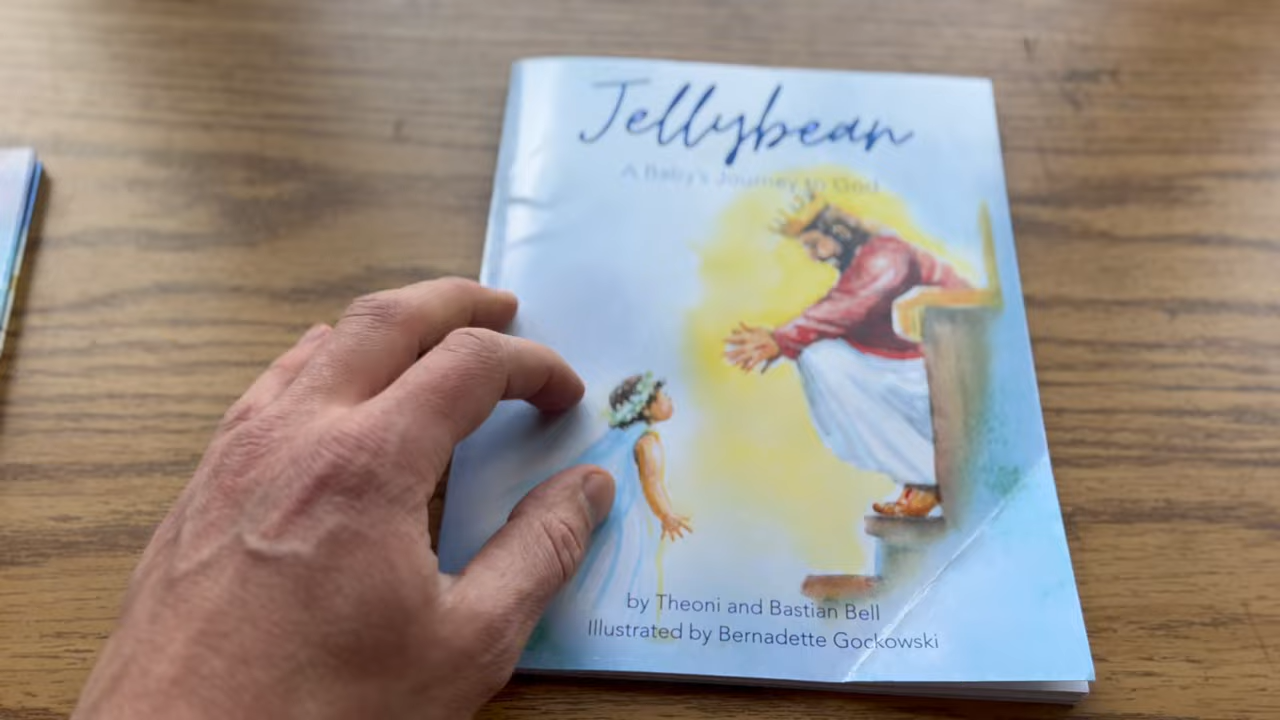 Jellybean
A Baby's Journey to God
by Theoni and Bastian Bell
Illustrated by Bernadette Gockowski